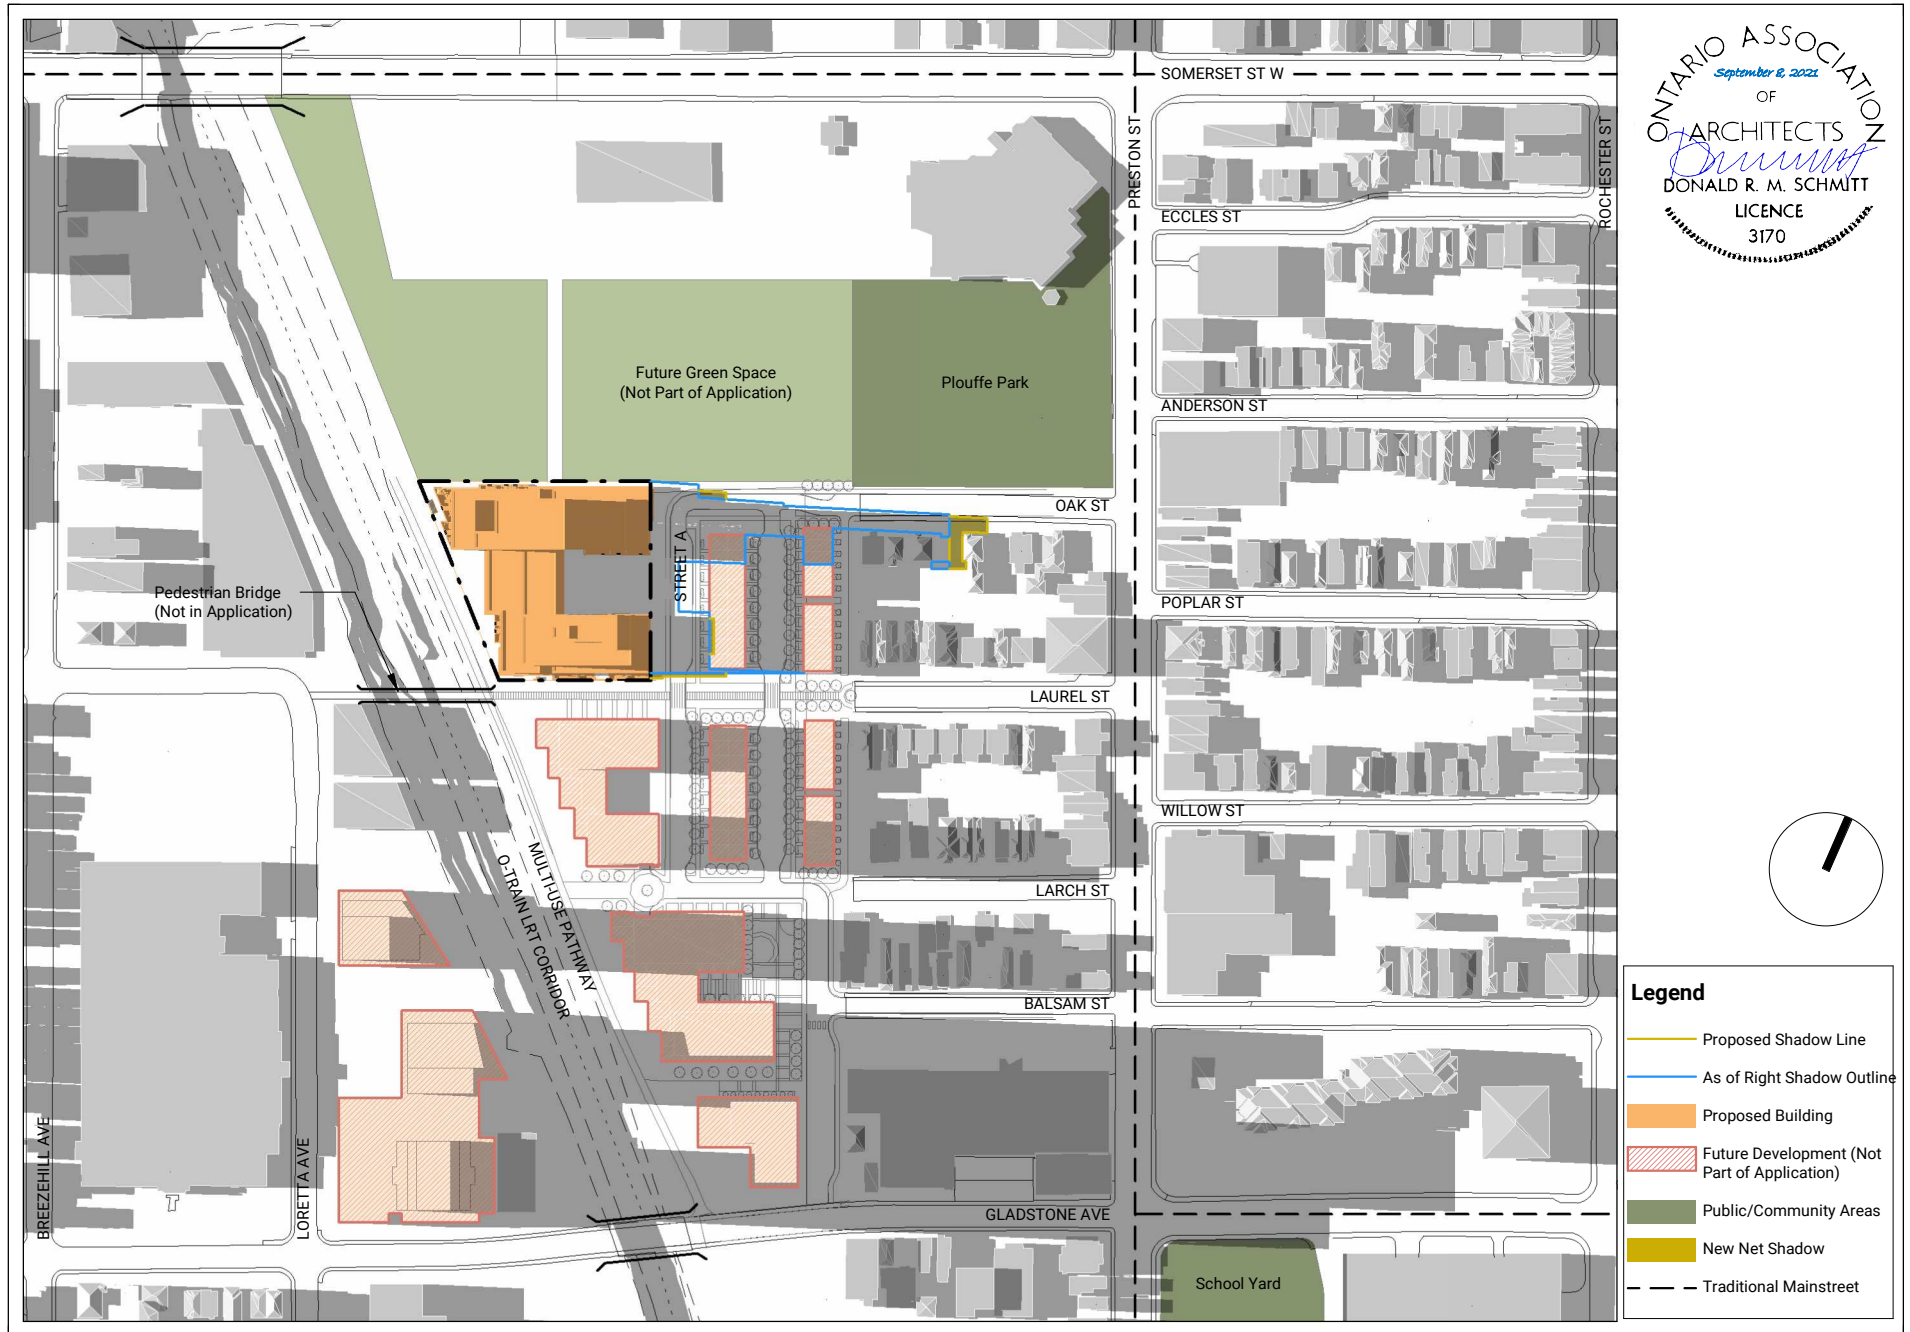 SOMERSET ST W
PRESTON ST
ROCHESTER ST
ECCLES ST
ANDERSON ST
Future Green Space
(Not Part of Application)
Plouffe Park
OAK ST
STREET A
Pedestrian Bridge
(Not in Application)
POPLAR ST
LAUREL ST
WILLOW ST
MULTI-USE PATHWAY
O-TRAIN LRT CORRIDOR
LARCH ST
BALSAM ST
BREEZEHILL AVE
LORETTA AVE
GLADSTONE AVE
School Yard
ONTARIO ASSOCIATION
September 8, 2021
OF
ARCHITECTS
DONALD R. M. SCHMITT
LICENCE
3170
Legend
Proposed Shadow Line
As of Right Shadow Outline
Proposed Building
Future Development (Not
Part of Application)
Public/Community Areas
New Net Shadow
Traditional Mainstreet